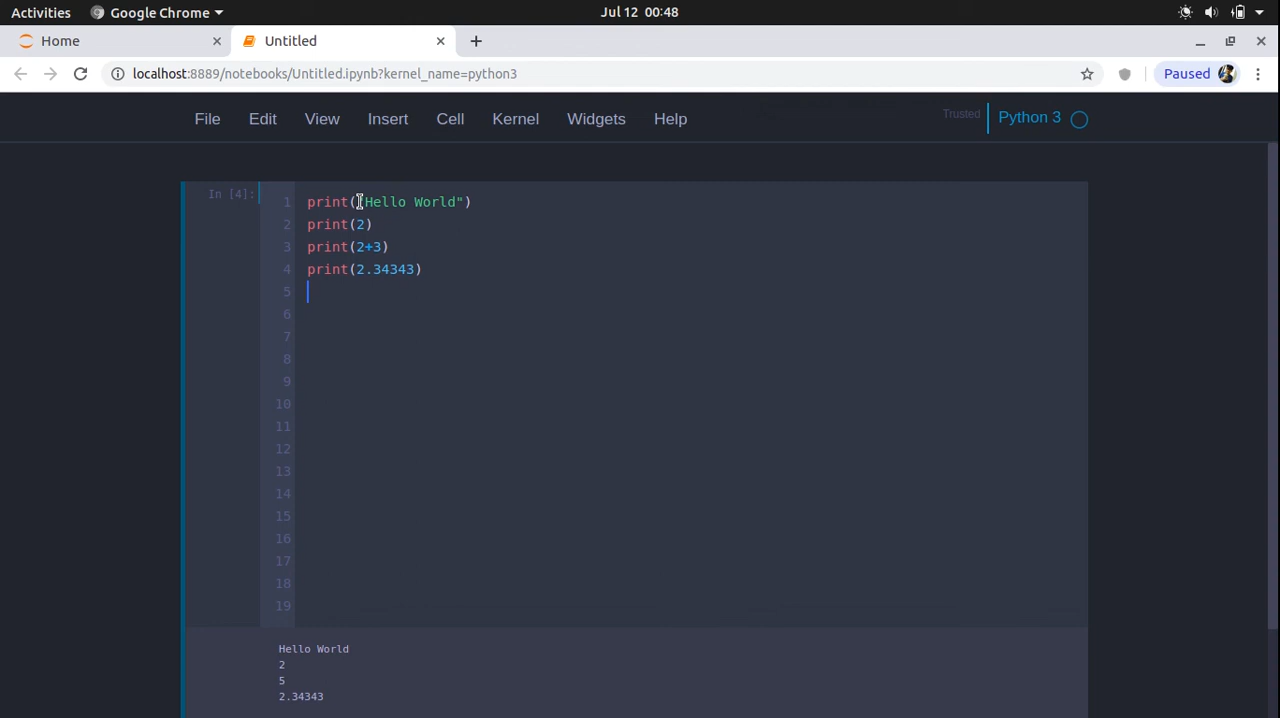 Activities Google Chrome Jul 12 00:48
Home Untitled
localhost:8889/notebooks/Untitled.ipynb?kernel_name=python3 Paused
File Edit View Insert Cell Kernel Widgets Help Trusted Python 3
In [4]:
1 print("Hello World")
2 print(2)
3 print(2+3)
4 print(2.34343)
5
6
7
8
9
10
11
12
13
14
15
16
17
18
19
Hello World
2
5
2.34343